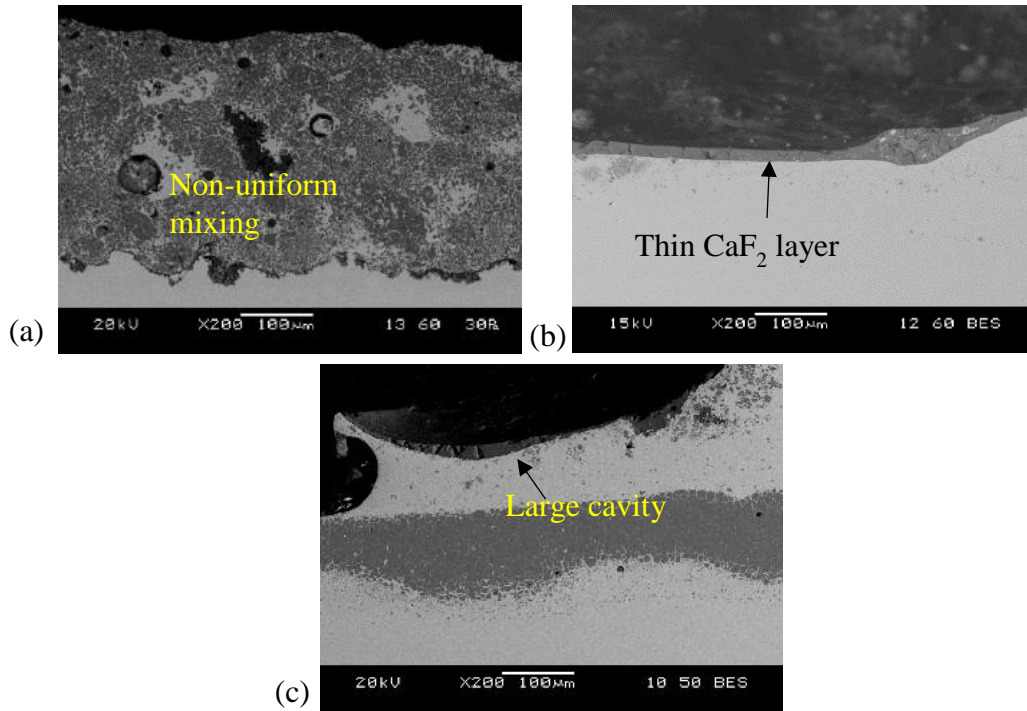 Non-uniform
mixing
(a) 20kV X200 100μm 13 60 30Pa
Thin CaF₂ layer
(b) 15kV X200 100μm 12 60 BES
Large cavity
(c) 20kV X200 100μm 10 50 BES